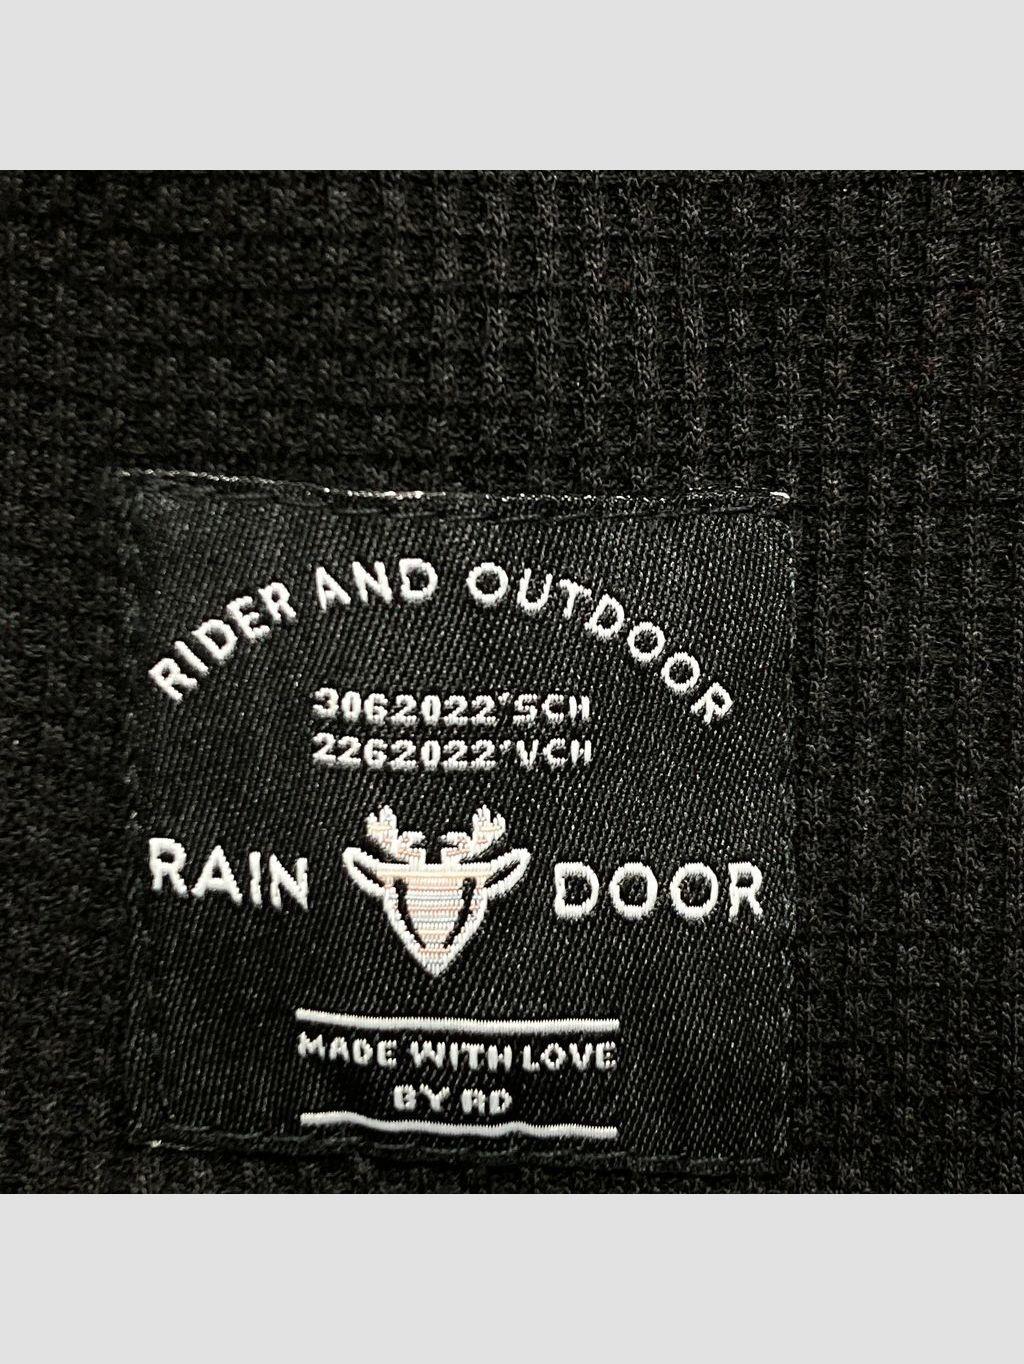 RIDER AND OUTDOOR
3062022'SCH
2262022'VCH
RAIN DOOR
MADE WITH LOVE
BY RD